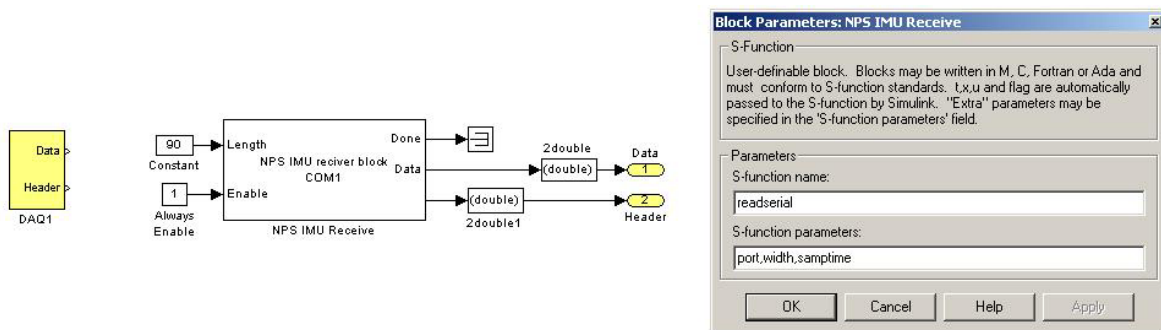 Data
Header
DAQ1
90
Constant
1
Always
Enable
Length
Enable
NPS IMU reciver block
COM1
Done
Data
NPS IMU Receive
2double
(double)
(double)
2double1
Data
1
2
Header
Block Parameters: NPS IMU Receive
S-Function
User-definable block. Blocks may be written in M, C, Fortran or Ada and
must conform to S-function standards. t,x,u and flag are automatically
passed to the S-function by Simulink. "Extra" parameters may be
specified in the 'S-function parameters' field.
Parameters
S-function name:
readserial
S-function parameters:
port,width,samptime
OK
Cancel
Help
Apply